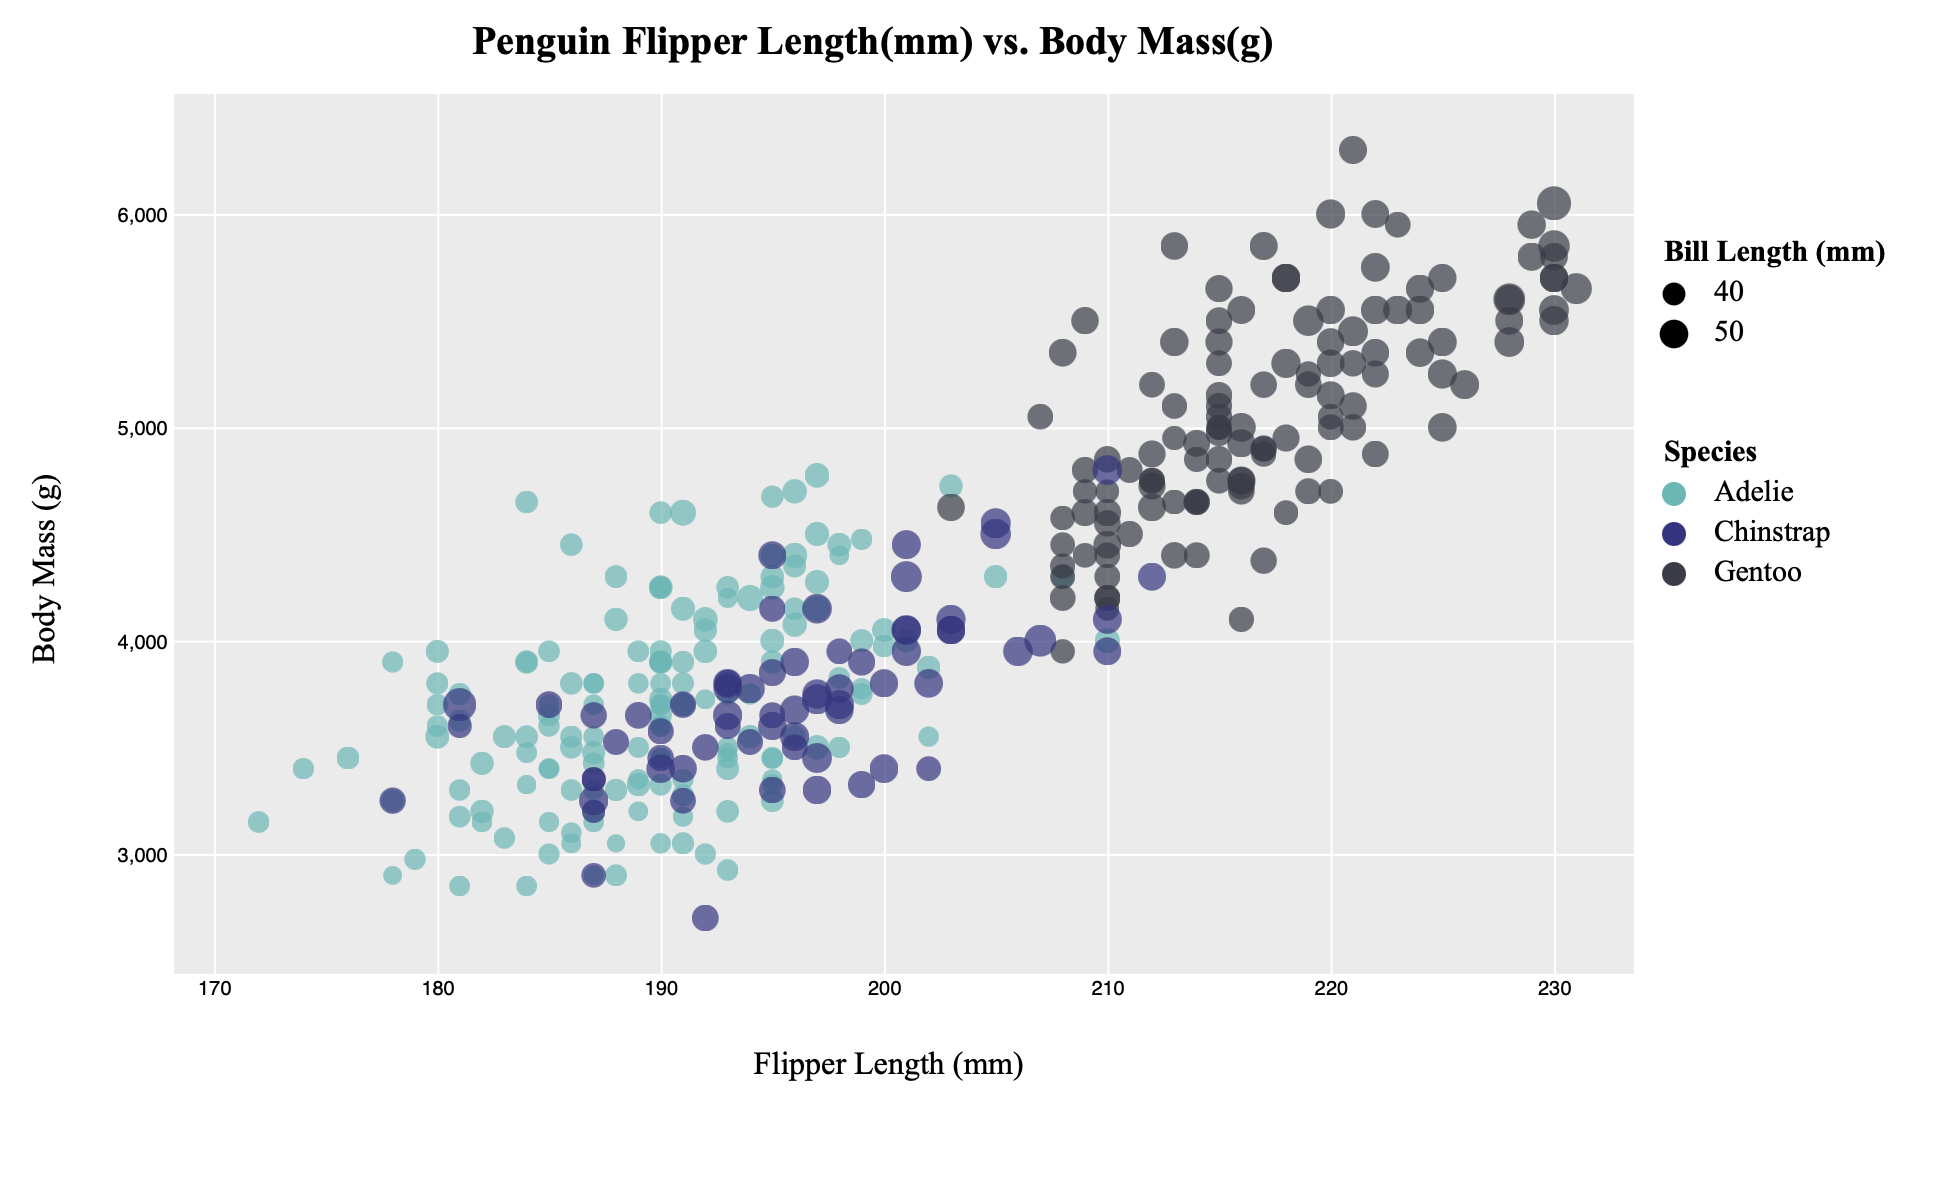 Penguin Flipper Length(mm) vs. Body Mass(g)
6,000
5,000
4,000
3,000
Body Mass (g)
170 180 190 200 210 220 230
Flipper Length (mm)
Bill Length (mm)
40
50
Species
Adelie
Chinstrap
Gentoo